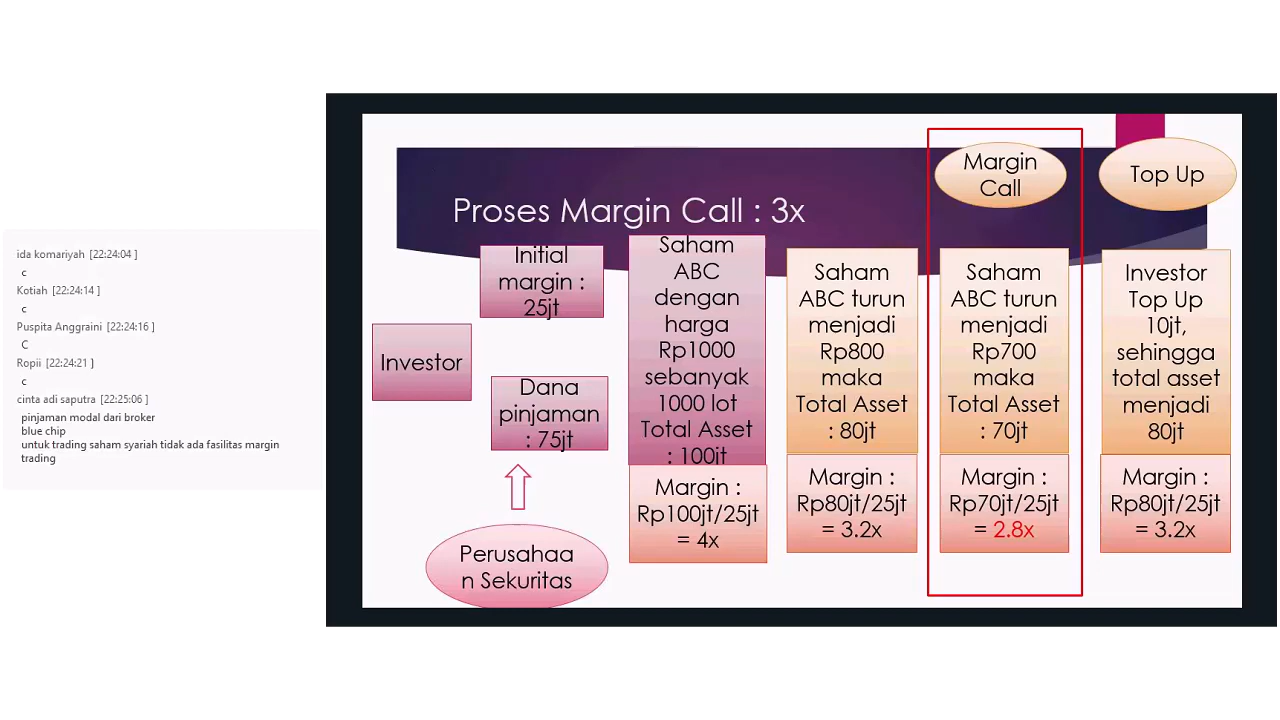 ida komariyah [22:24:04 ]
c
Kotiah [22:24:14 ]
c
Puspita Anggraini [22:24:16 ]
C
Ropii [22:24:21 ]
c
cinta adi saputra [22:25:06 ]
pinjaman modal dari broker
blue chip
untuk trading saham syariah tidak ada fasilitas margin
trading
Proses Margin Call : 3x
Investor
Initial
margin :
25jt
Dana
pinjaman
: 75jt
Perusahaa
n Sekuritas
Saham
ABC
dengan
harga
Rp1000
sebanyak
1000 lot
Total Asset
: 100jt
Margin :
Rp100jt/25jt
= 4x
Saham
ABC turun
menjadi
Rp800
maka
Total Asset
: 80jt
Margin :
Rp80jt/25jt
= 3.2x
Margin
Call
Saham
ABC turun
menjadi
Rp700
maka
Total Asset
: 70jt
Margin :
Rp70jt/25jt
= 2.8x
Top Up
Investor
Top Up
10jt,
sehingga
total asset
menjadi
80jt
Margin :
Rp80jt/25jt
= 3.2x